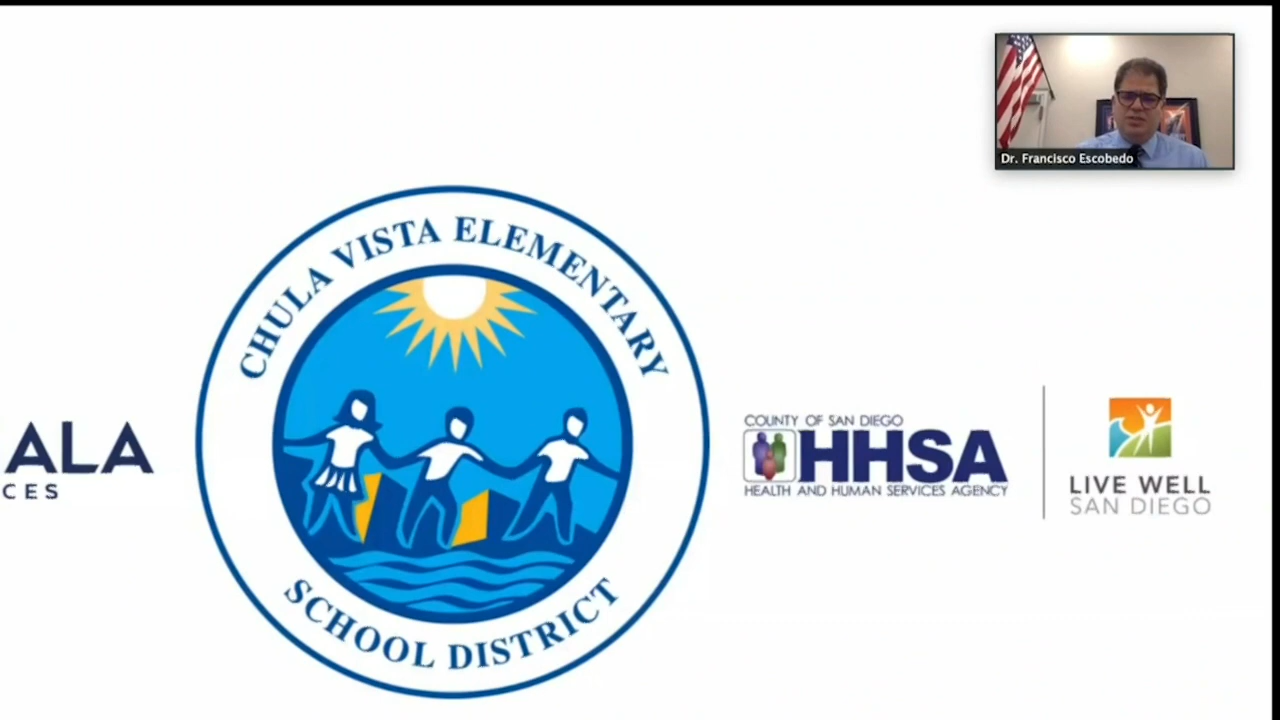 Dr. Francisco Escobedo
CHULA VISTA ELEMENTARY
SCHOOL DISTRICT
ALA
CES
COUNTY OF SAN DIEGO
HHSA
HEALTH AND HUMAN SERVICES AGENCY
LIVE WELL
SAN DIEGO